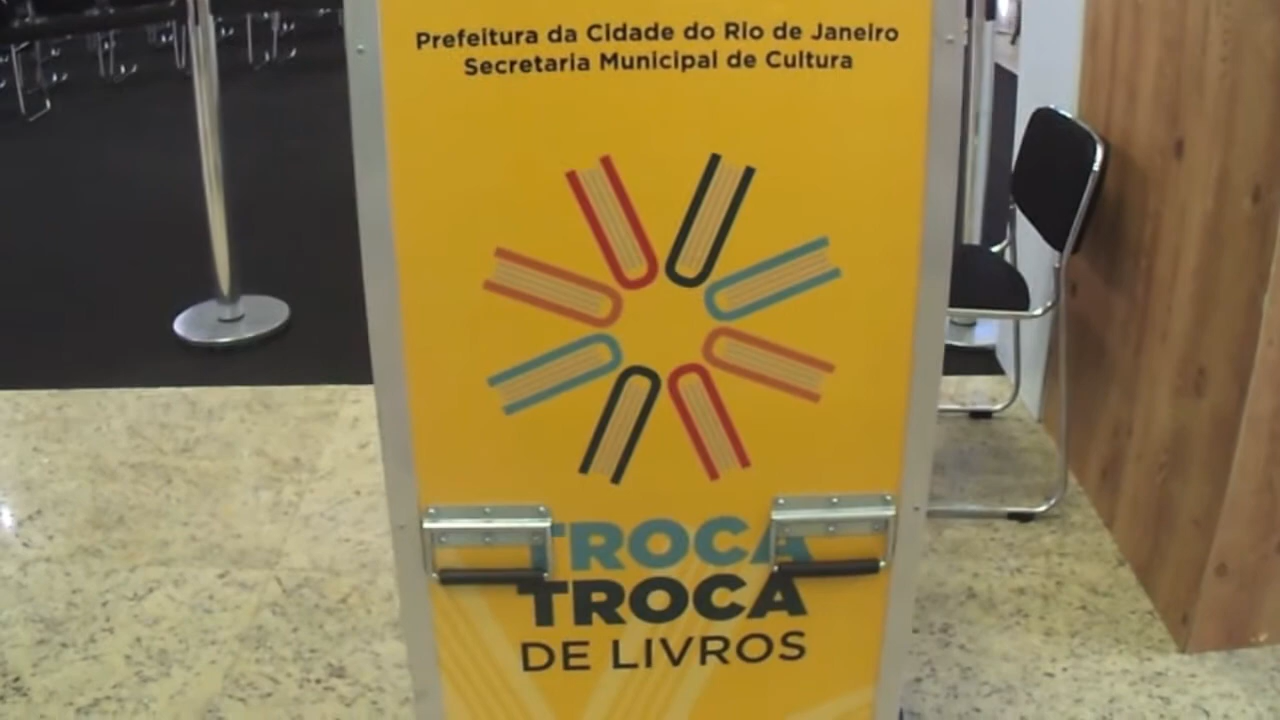 Prefeitura da Cidade do Rio de Janeiro
Secretaria Municipal de Cultura
TROCA
TROCA
DE LIVROS